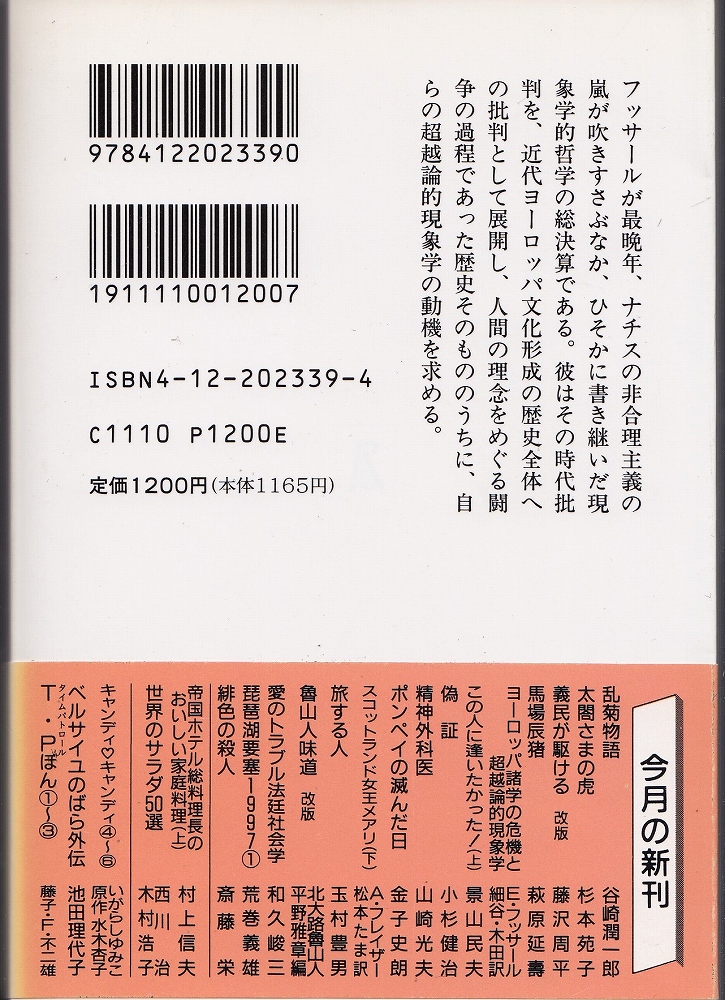 フッサールが最晩年、ナチスの非合理主義の
嵐が吹きすさぶなか、ひそかに書き継いだ現
象学的哲学の総決算である。彼はその時代批
判を、近代ヨーロッパ文化形成の歴史全体へ
の批判として展開し、人間の理念をめぐる闘
争の過程であった歴史そのもののうちに、自
らの超越論的現象学の動機を求める。
9784122023390
1911110012007
ISBN4-12-202339-4
C1110 P1200E
定価1200円(本体1165円)
今月の新刊
乱菊物語 谷崎潤一郎
太閤さまの虎 杉本苑子
義民が駆ける 改版 藤沢周平
馬場辰猪 萩原延壽
ヨーロッパ諸学の危機と
超越論的現象学 E・フッサール
細谷・木田訳
この人に逢いたかった!(上) 景山民夫
偽証 小杉健治
精神外科医 山崎光夫
ポンペイの滅んだ日 金子史朗
スコットランド女王メアリ(下) A・フレイザー
松本たま訳
旅する人 玉村豊男
魯山人味道 改版 北大路魯山人
平野雅章編
愛のトラブル法廷社会学 和久峻三
琵琶湖要塞1997① 荒巻義雄
緋色の殺人 斎藤栄
帝国ホテル総料理長の
おいしい家庭料理(上) 村上信夫
世界のサラダ50選 西川治
木村浩子
キャンディ♡キャンディ④〜⑥ いがらしゆみこ
原作 水木杏子
ベルサイユのばら外伝 池田理代子
タイムパトロール
T・Pぼん①〜③ 藤子・F・不二雄